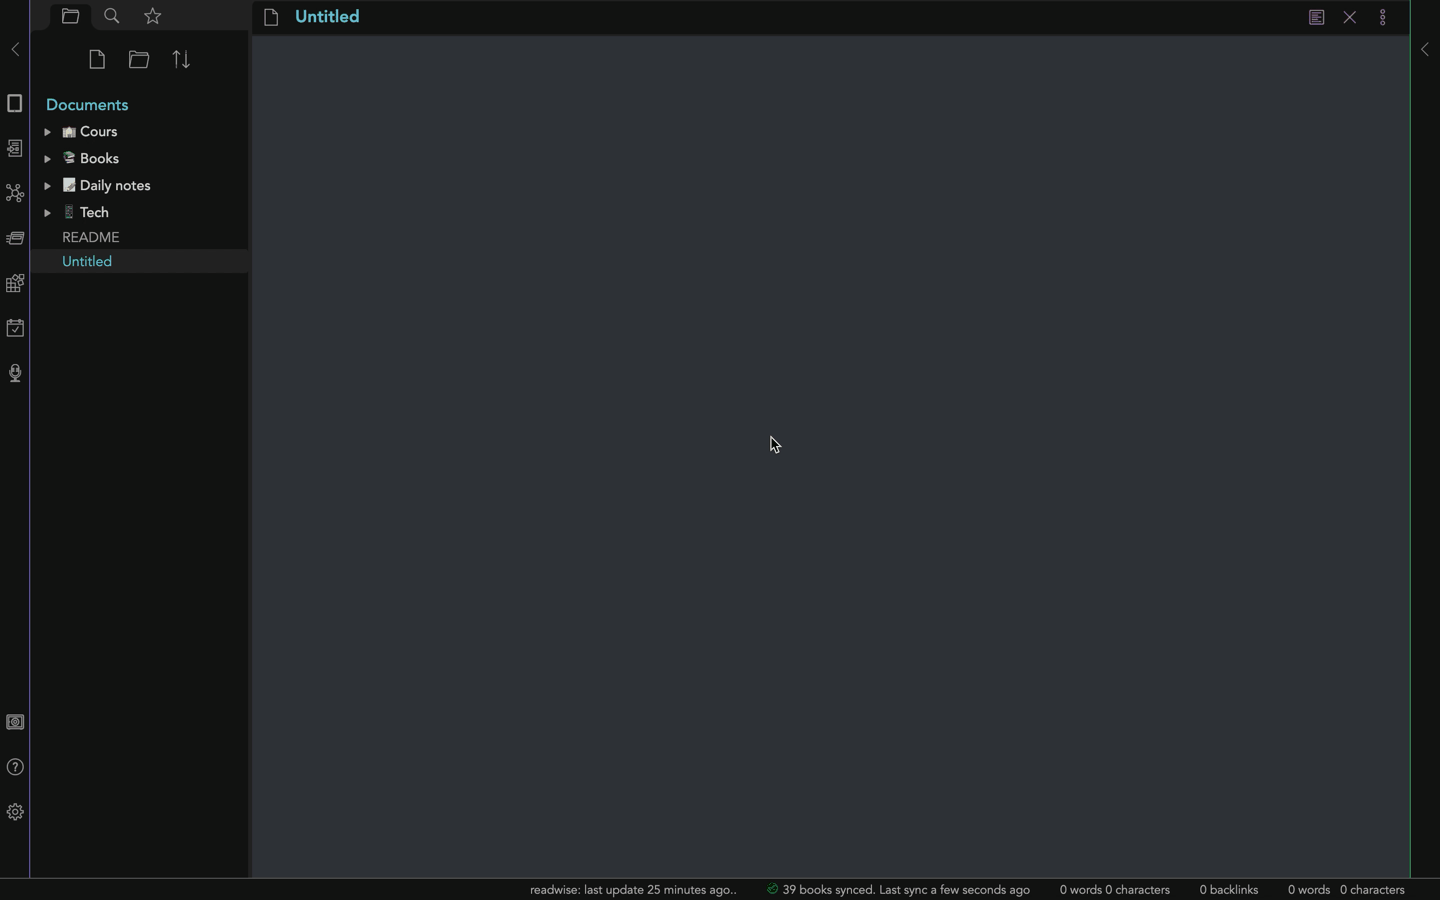 Untitled
Documents
Cours
Books
Daily notes
Tech
README
Untitled
readwise: last update 25 minutes ago.. 39 books synced. Last sync a few seconds ago 0 words 0 characters 0 backlinks 0 words 0 characters